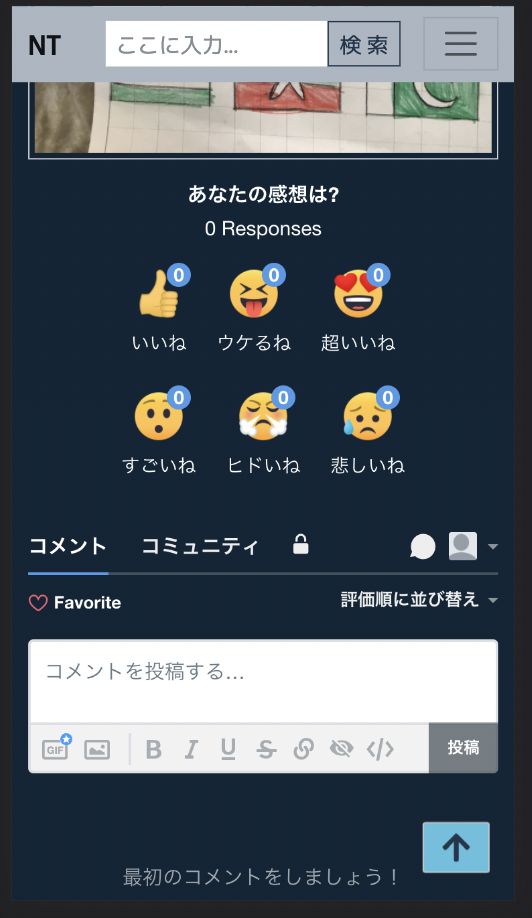 NT
ここに入力...
検索
あなたの感想は?
0 Responses
0
0
0
いいね
ウケるね
超いいね
0
0
0
すごいね
ヒドいね
悲しいね
コメント
コミュニティ
Favorite
評価順に並び替え
コメントを投稿する...
GIF
B
I
U
S
</>
投稿
最初のコメントをしましょう！